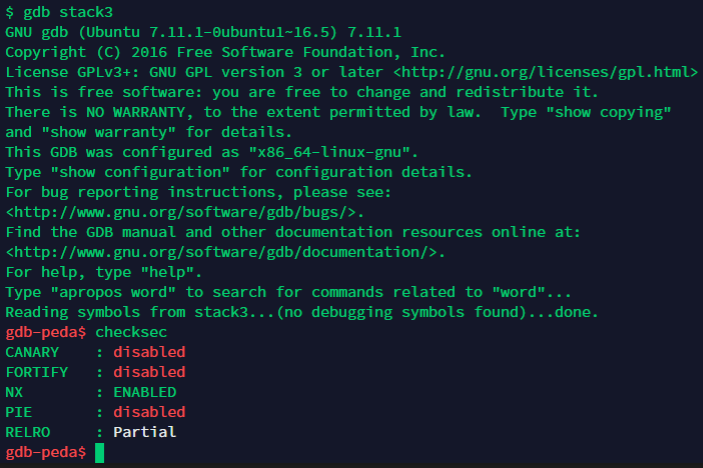 $ gdb stack3
GNU gdb (Ubuntu 7.11.1-0ubuntu1~16.5) 7.11.1
Copyright (C) 2016 Free Software Foundation, Inc.
License GPLv3+: GNU GPL version 3 or later <http://gnu.org/licenses/gpl.html>
This is free software: you are free to change and redistribute it.
There is NO WARRANTY, to the extent permitted by law.  Type "show copying"
and "show warranty" for details.
This GDB was configured as "x86_64-linux-gnu".
Type "show configuration" for configuration details.
For bug reporting instructions, please see:
<http://www.gnu.org/software/gdb/bugs/>.
Find the GDB manual and other documentation resources online at:
<http://www.gnu.org/software/gdb/documentation/>.
For help, type "help".
Type "apropos word" to search for commands related to "word"...
Reading symbols from stack3...(no debugging symbols found)...done.
gdb-peda$ checksec
CANARY    : disabled
FORTIFY   : disabled
NX        : ENABLED
PIE       : disabled
RELRO     : Partial
gdb-peda$